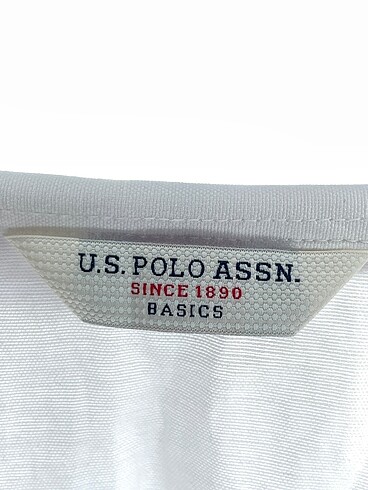 U.S. POLO ASSN.
SINCE 1890
BASICS